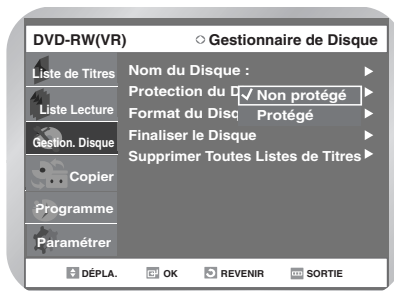 DVD-RW(VR) Gestionnaire de Disque
Liste de Titres
Liste Lecture
Gestion. Disque
Copier
Programme
Paramétrer
Nom du Disque :
Protection du D
✓ Non protégé
Format du Disq
Protégé
Finaliser le Disque
Supprimer Toutes Listes de Titres
DÉPLA. OK REVENIR SORTIE